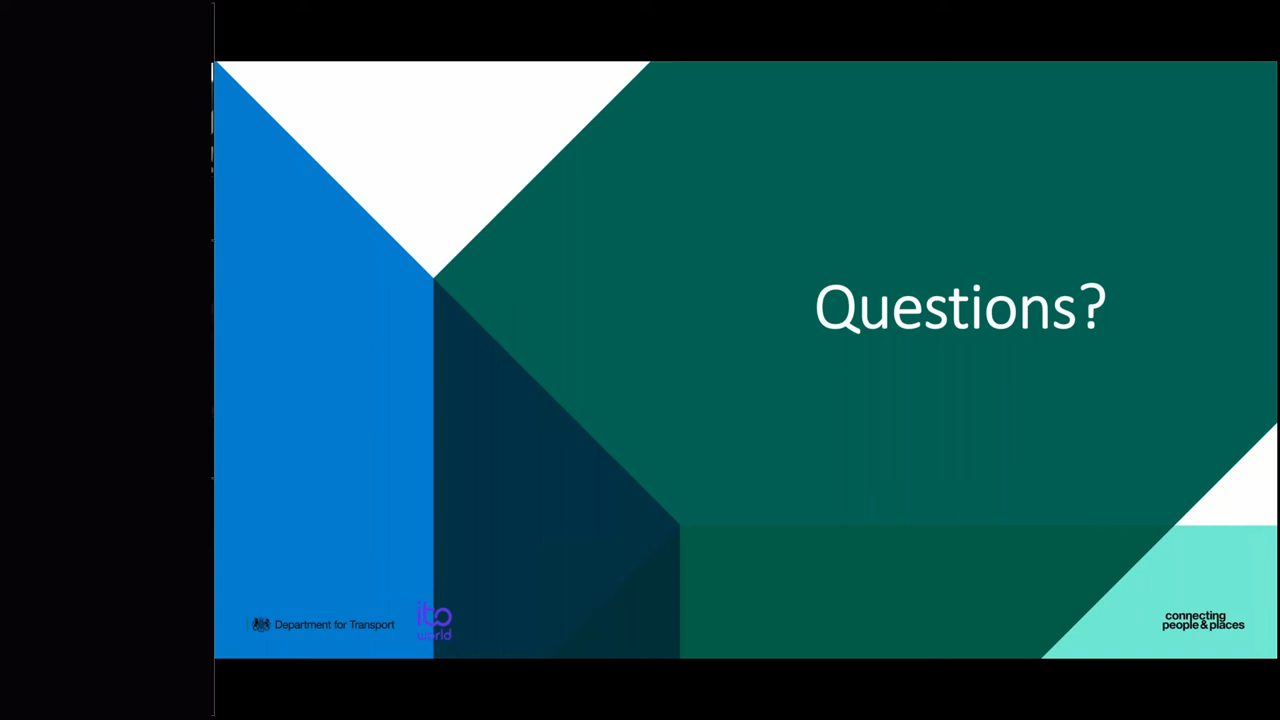 Questions?
Department for Transport
ito
world
connecting
people&places